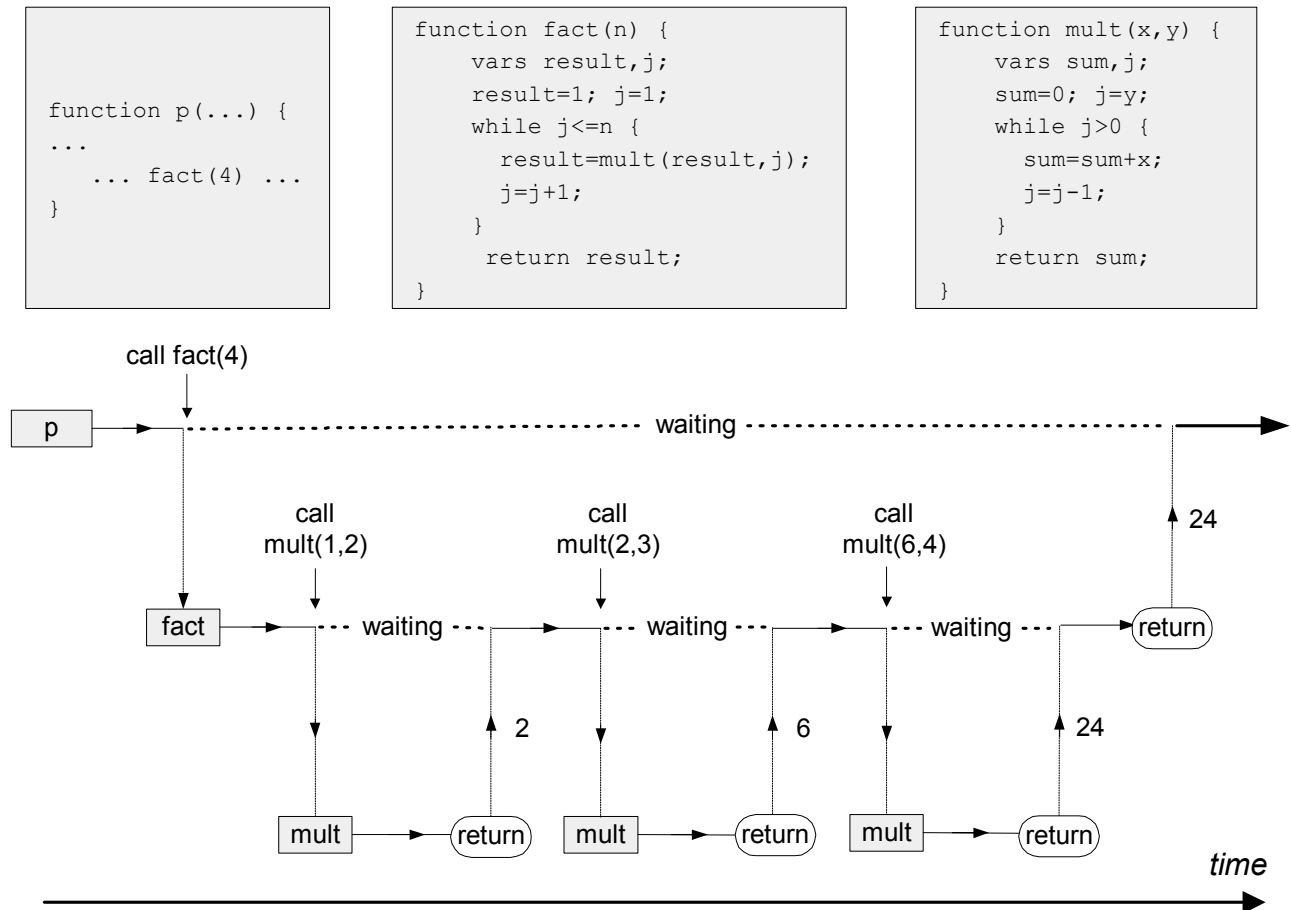 function p(...) {
...
... fact(4) ...
}
function fact(n) {
vars result,j;
result=1; j=1;
while j<=n {
result=mult(result,j);
j=j+1;
}
return result;
}
function mult(x,y) {
vars sum,j;
sum=0; j=y;
while j>0 {
sum=sum+x;
j=j-1;
}
return sum;
}
call fact(4)
p
waiting
call
mult(1,2)
call
mult(2,3)
call
mult(6,4)
24
fact
waiting
waiting
waiting
return
2
6
24
mult
return
mult
return
mult
return
time